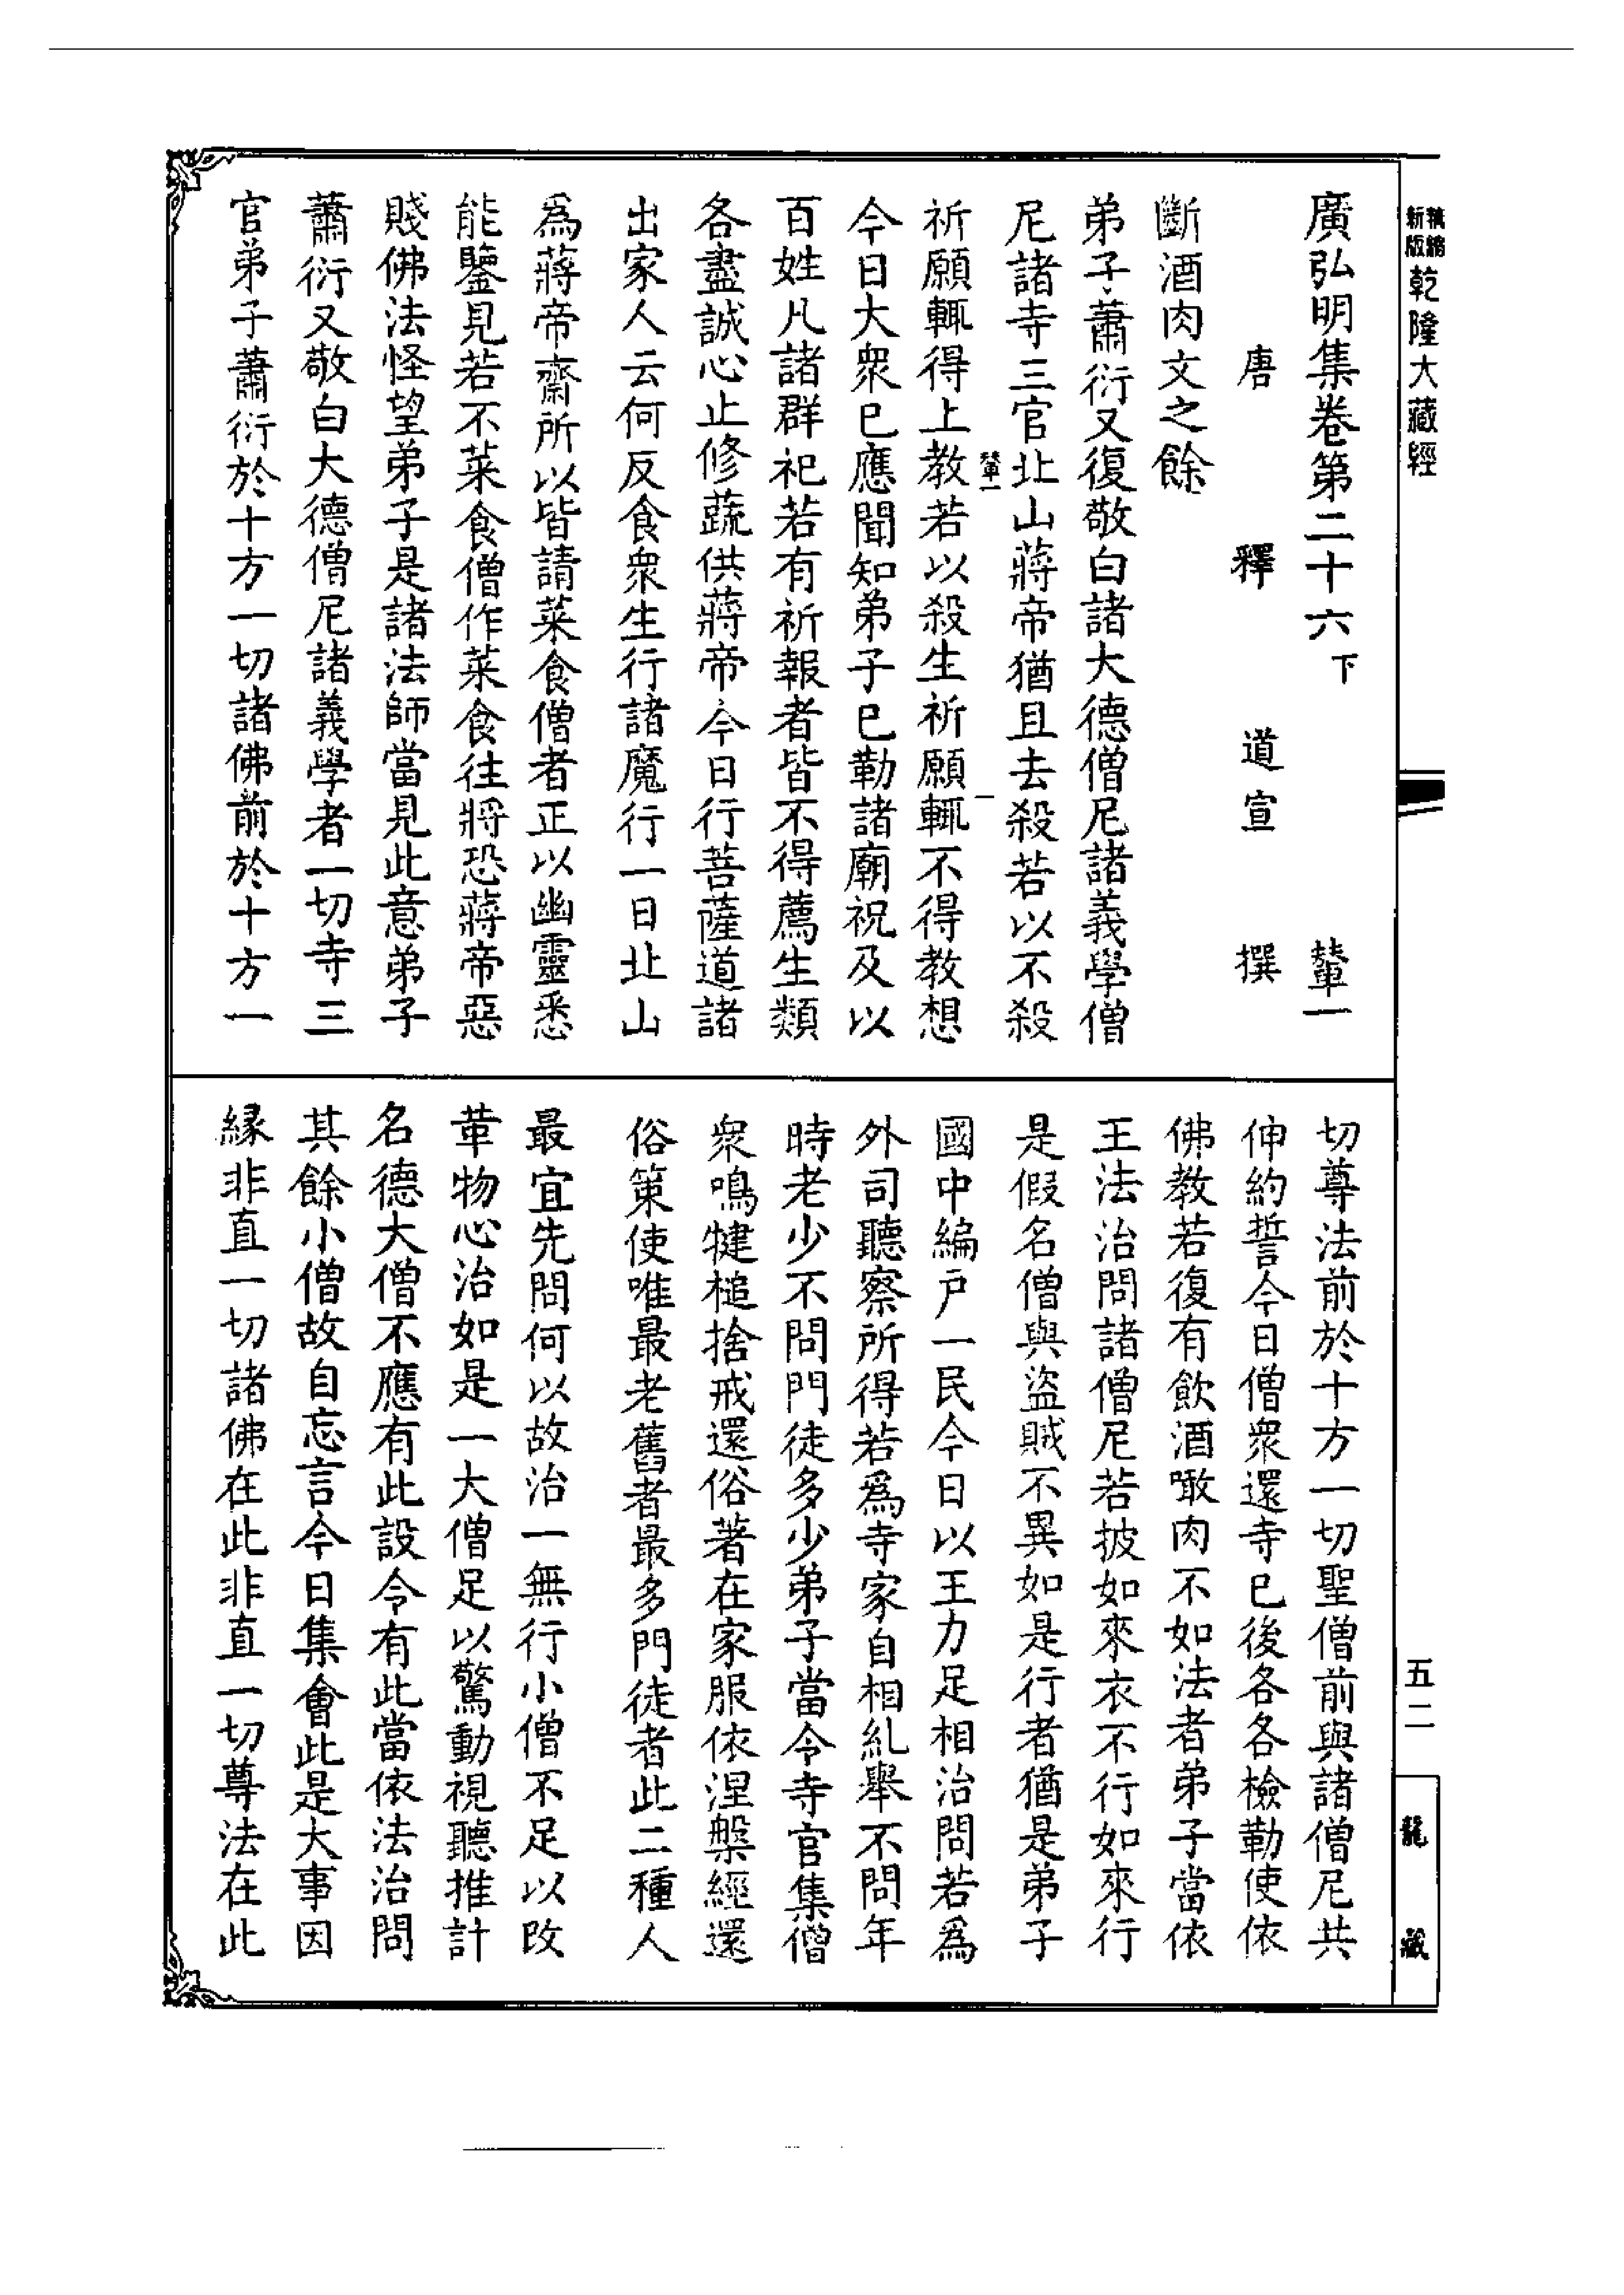 新版精縮乾隆大藏經
廣弘明集卷第二十六下 輦一
唐釋道宣撰
斷酒肉文之餘
弟子蕭衍又復敬白諸大德僧尼諸義學僧
尼諸寺三官北山蔣帝猶且去殺若以不殺
輦一 一
祈願輒得上教若以殺生祈願輒不得教想
今日大眾已應聞知弟子已勒諸廟祝及以
百姓凡諸群祀若有祈報者皆不得薦生類
各盡誠心止修蔬供蔣帝今日行菩薩道諸
出家人云何反食眾生行諸魔行一日北山
為蔣帝齋所以皆請菜食僧者正以幽靈悉
能鑒見若不菜食僧作菜食往將恐蔣帝惡
賤佛法怪望弟子是諸法師當見此意弟子
蕭衍又敬白大德僧尼諸義學者一切寺三
官弟子蕭衍於十方一切諸佛前於十方一
切尊法前於十方一切聖僧前與諸僧尼共
伸約誓今日僧眾還寺已後各各檢勒使依
佛教若復有飲酒噉肉不如法者弟子當依
王法治問諸僧尼若披如來衣不行如來行
是假名僧與盜賊不異如是行者猶是弟子
國中編戶一民今日以王力足相治問若為
外司聽察所得若為寺家自相糺舉不問年
時老少不問門徒多少弟子當令寺官集僧
眾鳴犍槌捨戒還俗著在家服依涅槃經還
俗策使唯最老舊者最多門徒者此二種人
最宜先問何以故治一無行小僧不足以改
革物心治如是一大僧足以驚動視聽推計
名德大僧不應有此設令有此當依法治問
其餘小僧故自忘言今日集會此是大事因
緣非直一切諸佛在此非直一切尊法在此
五二
龍藏